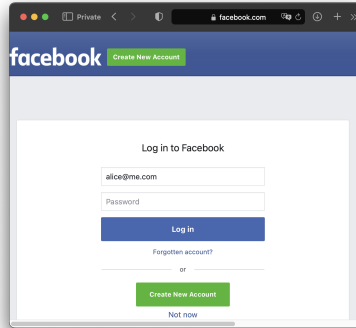 Private
facebook.com
facebook
Create New Account
Log in to Facebook
alice@me.com
Password
Log in
Forgotten account?
or
Create New Account
Not now